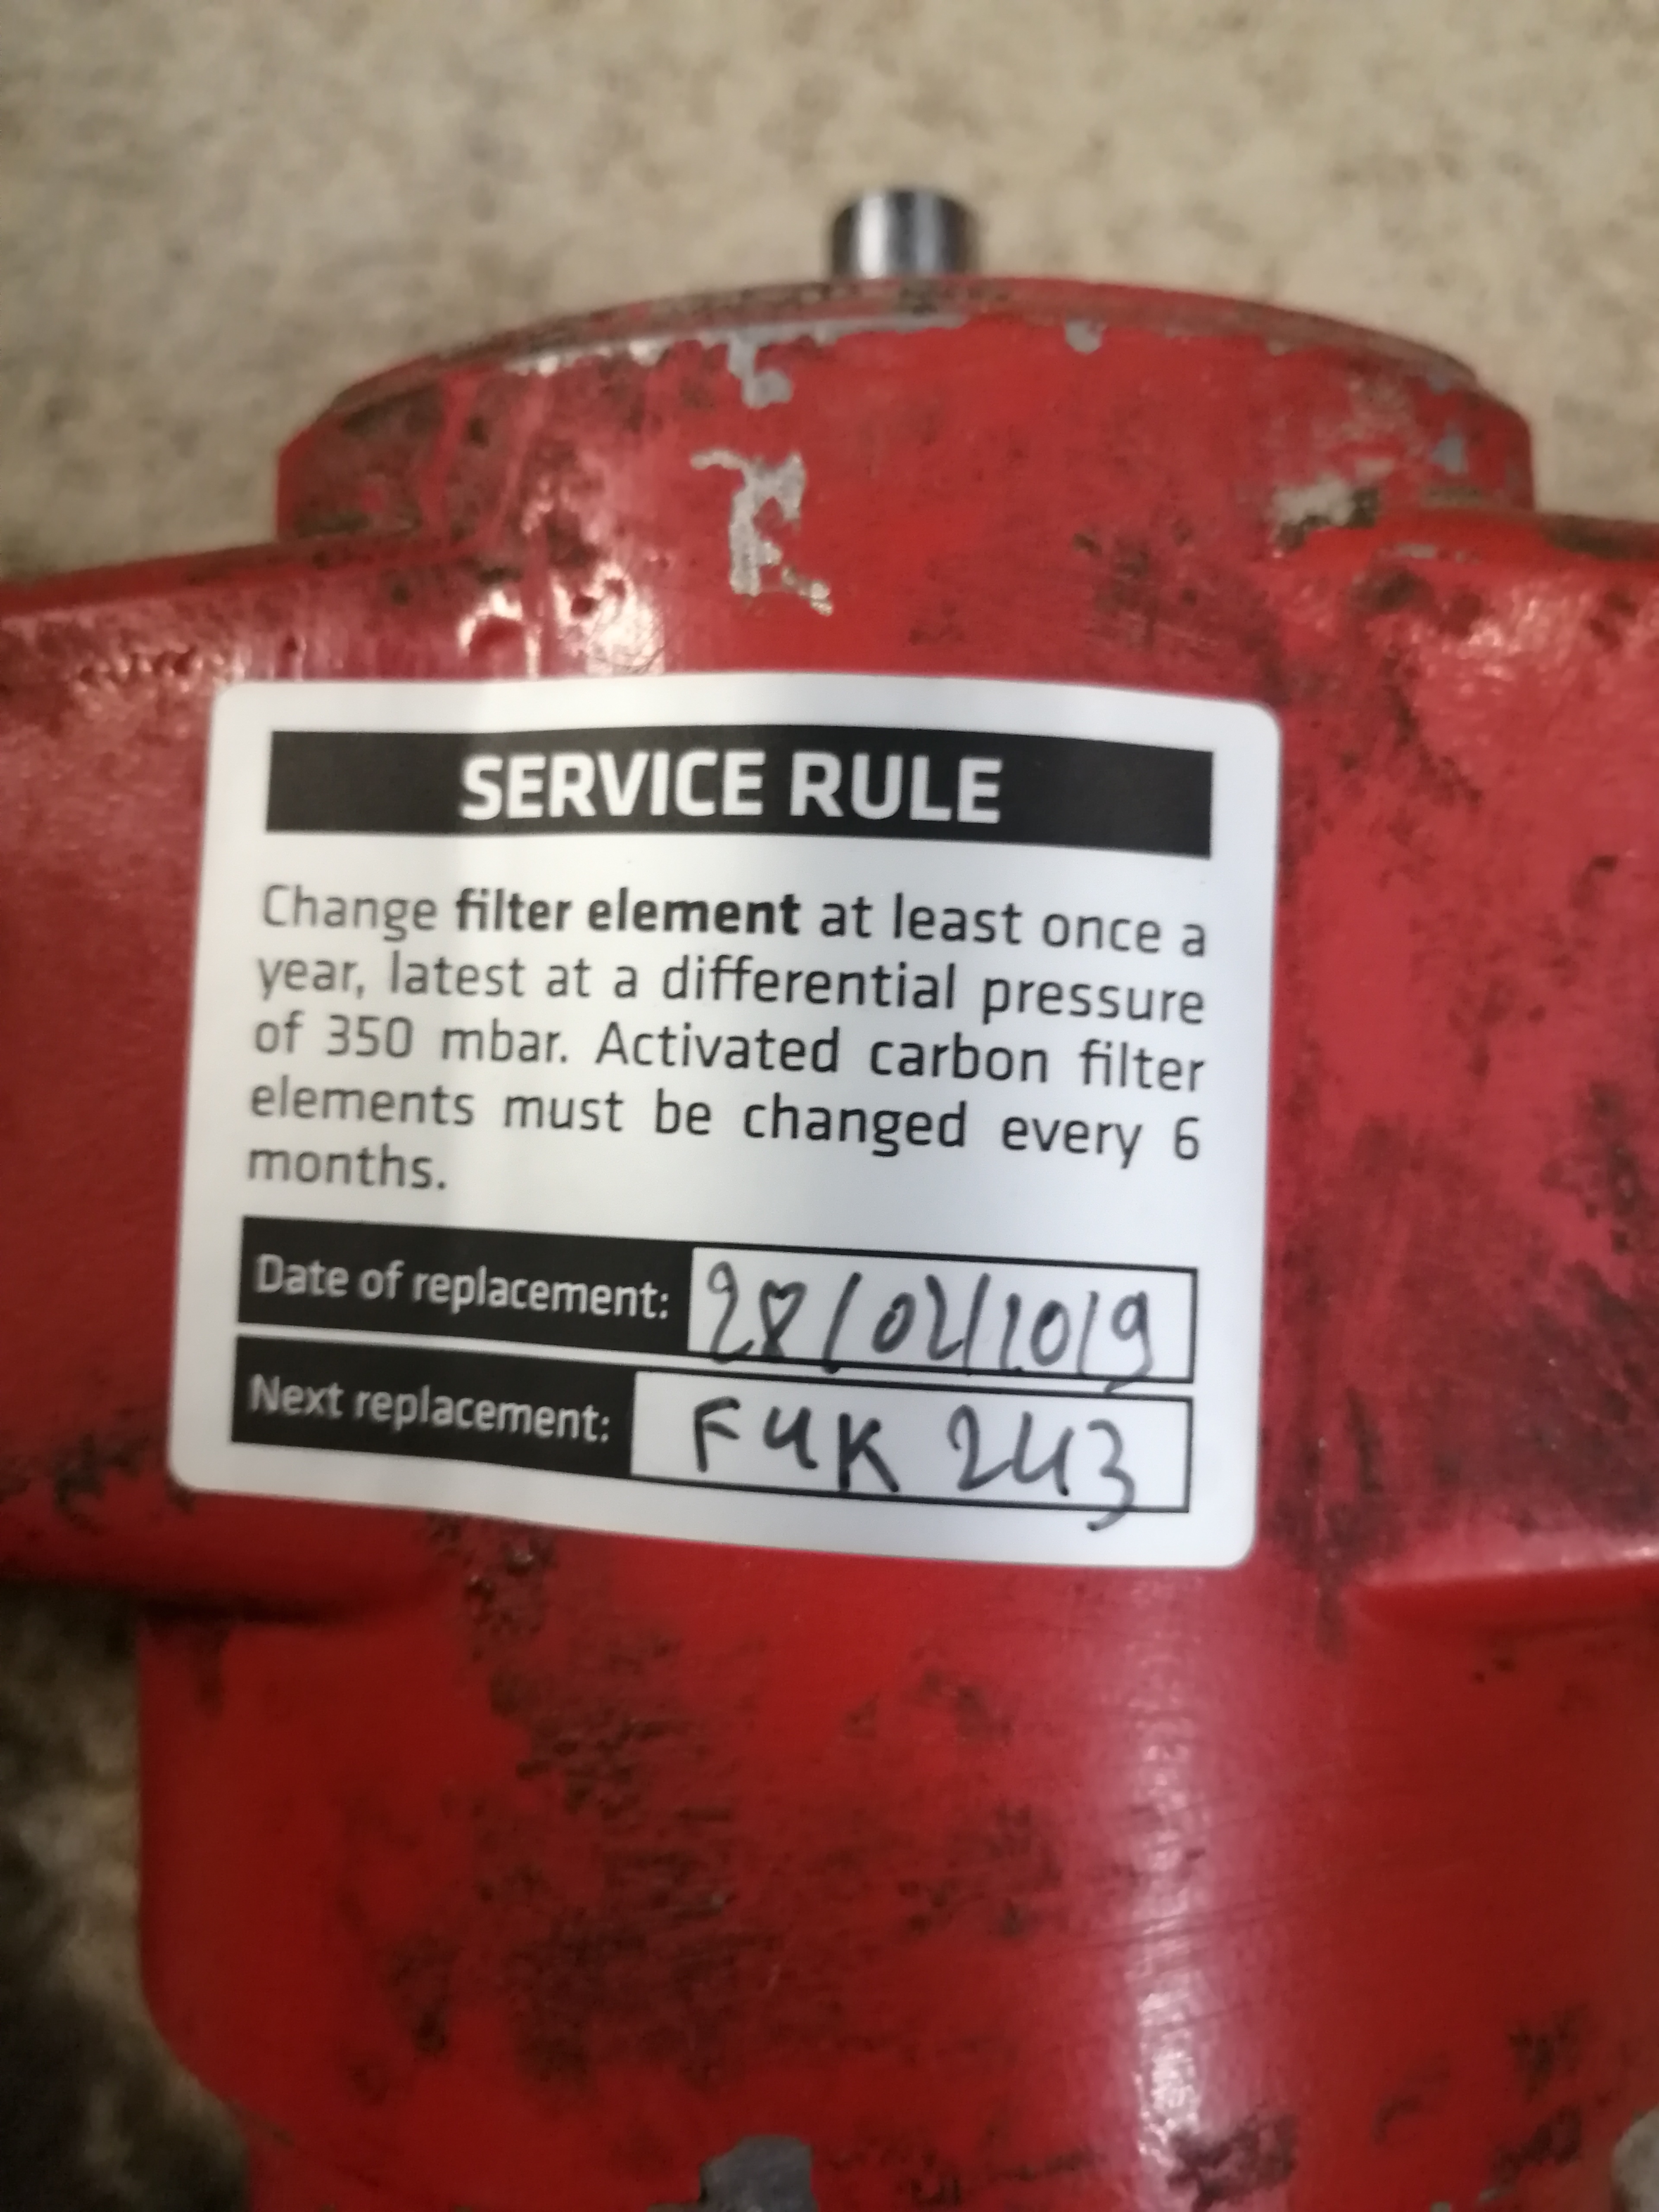 SERVICE RULE
Change filter element at least once a
year, latest at a differential pressure
of 350 mbar. Activated carbon filter
elements must be changed every 6
months.
Date of replacement: 28/02/2019
Next replacement: F4K 243